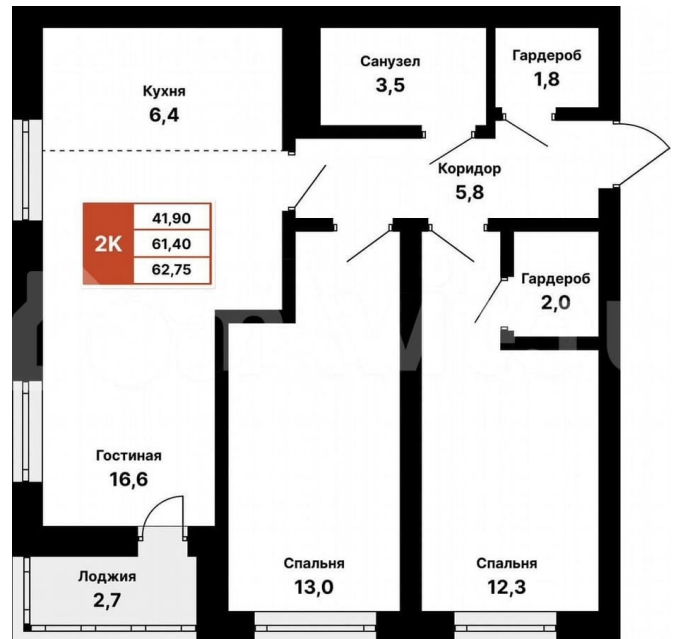 Кухня
6,4
Санузел
3,5
Гардероб
1,8
Коридор
5,8
2K
41,90
61,40
62,75
Гардероб
2,0
Гостиная
16,6
Спальня
13,0
Спальня
12,3
Лоджия
2,7